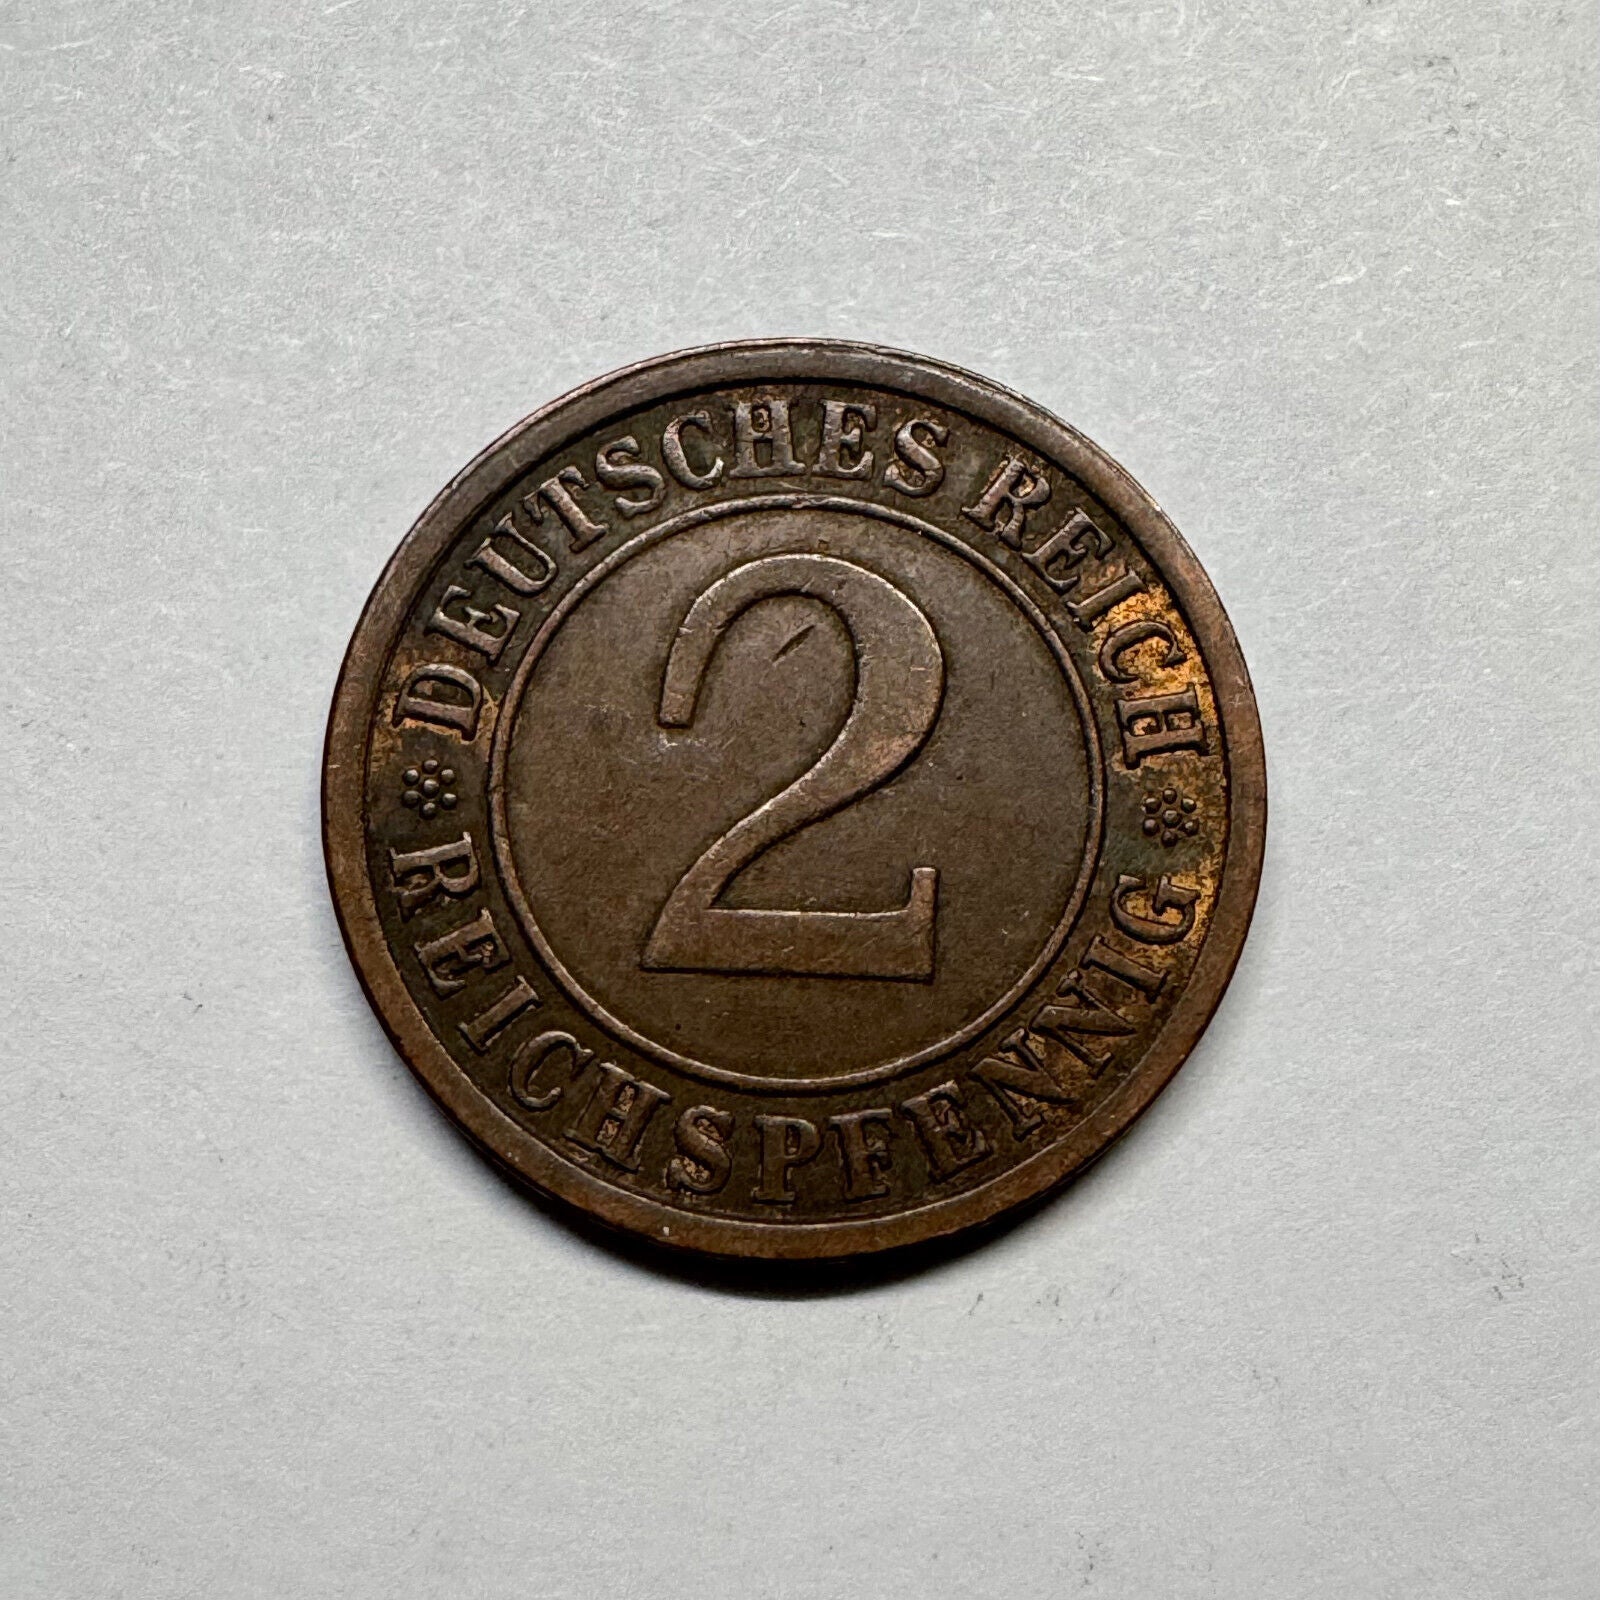 DEUTSCHES REICH
2
REICHSPFENNIG